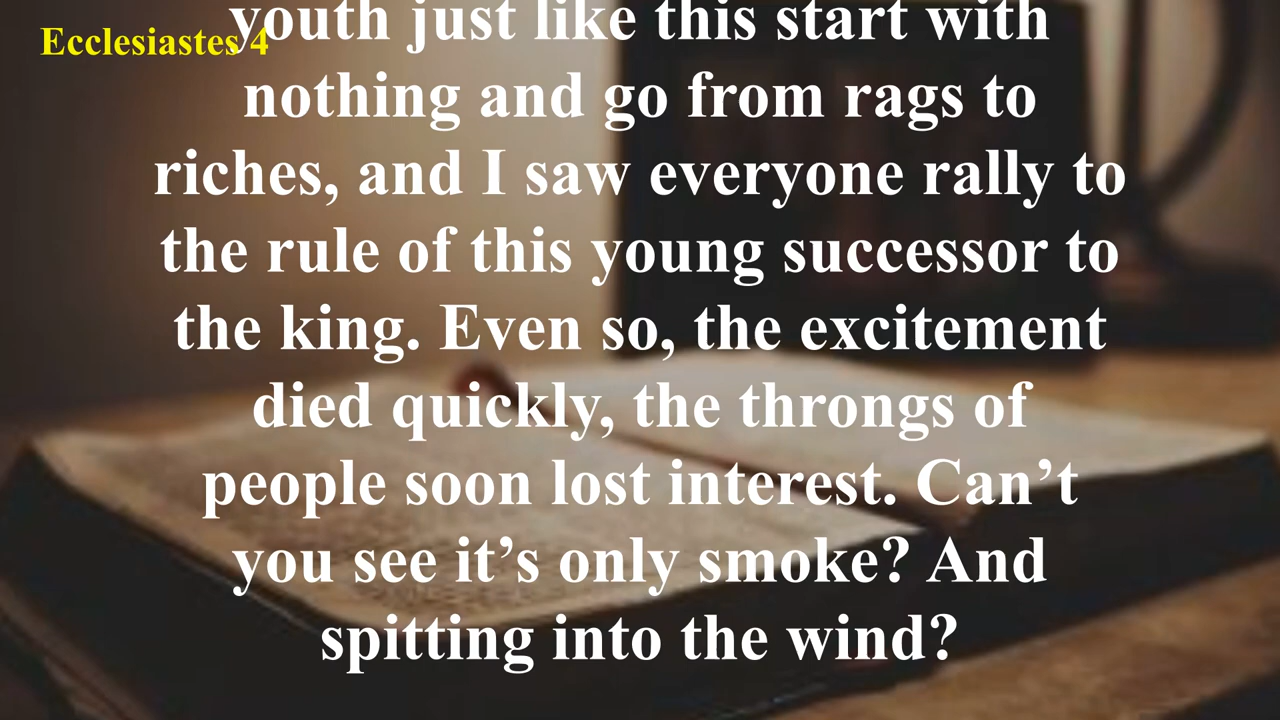 youth just like this start with
Ecclesiastes 4
nothing and go from rags to
riches, and I saw everyone rally to
the rule of this young successor to
the king. Even so, the excitement
died quickly, the throngs of
people soon lost interest. Can’t
you see it’s only smoke? And
spitting into the wind?